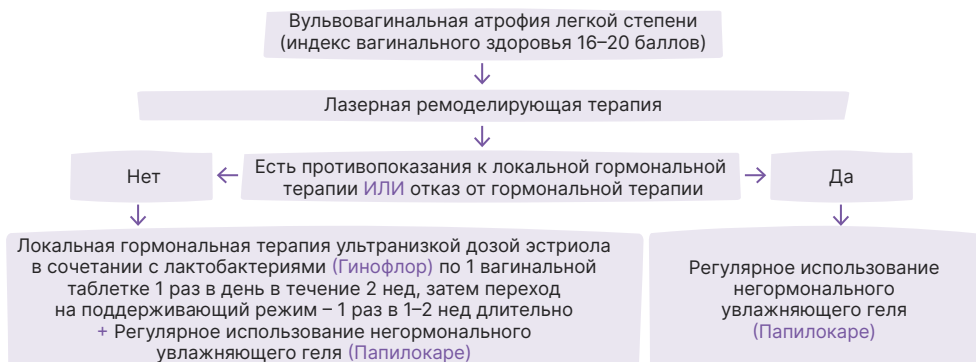 Вульвовагинальная атрофия легкой степени
(индекс вагинального здоровья 16–20 баллов)
Лазерная ремоделирующая терапия
Есть противопоказания к локальной гормональной
терапии ИЛИ отказ от гормональной терапии
Нет
Да
Локальная гормональная терапия ультранизкой дозой эстриола
в сочетании с лактобактериями (Гинофлор) по 1 вагинальной
таблетке 1 раз в день в течение 2 нед, затем переход
на поддерживающий режим – 1 раз в 1–2 нед длительно
+ Регулярное использование негормонального
увлажняющего геля (Папилокаре)
Регулярное использование
негормонального
увлажняющего геля
(Папилокаре)